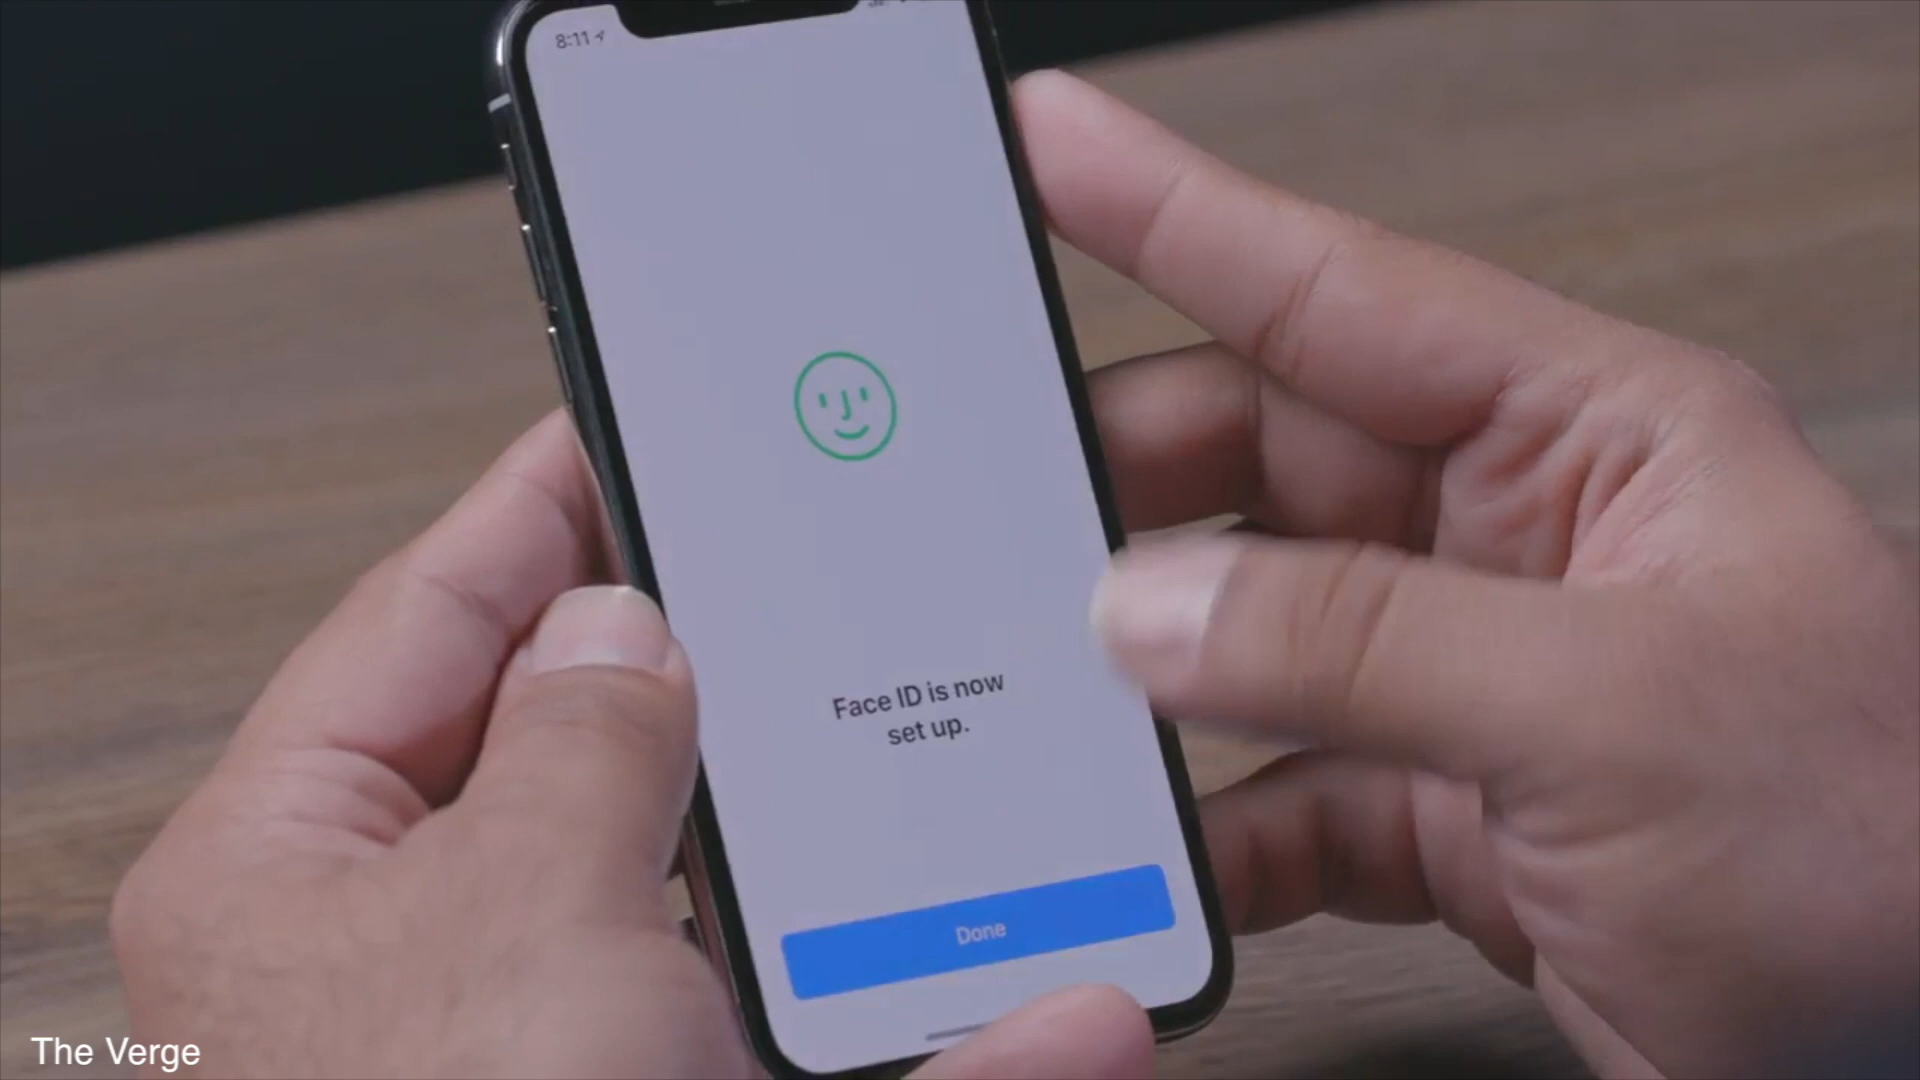 8:11
Face ID is now
set up.
Done
The Verge